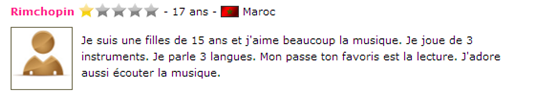 Rimchopin - 17 ans - Maroc
Je suis une filles de 15 ans et j'aime beaucoup la musique. Je joue de 3
instruments. Je parle 3 langues. Mon passe ton favoris est la lecture. J'adore
aussi écouter la musique.